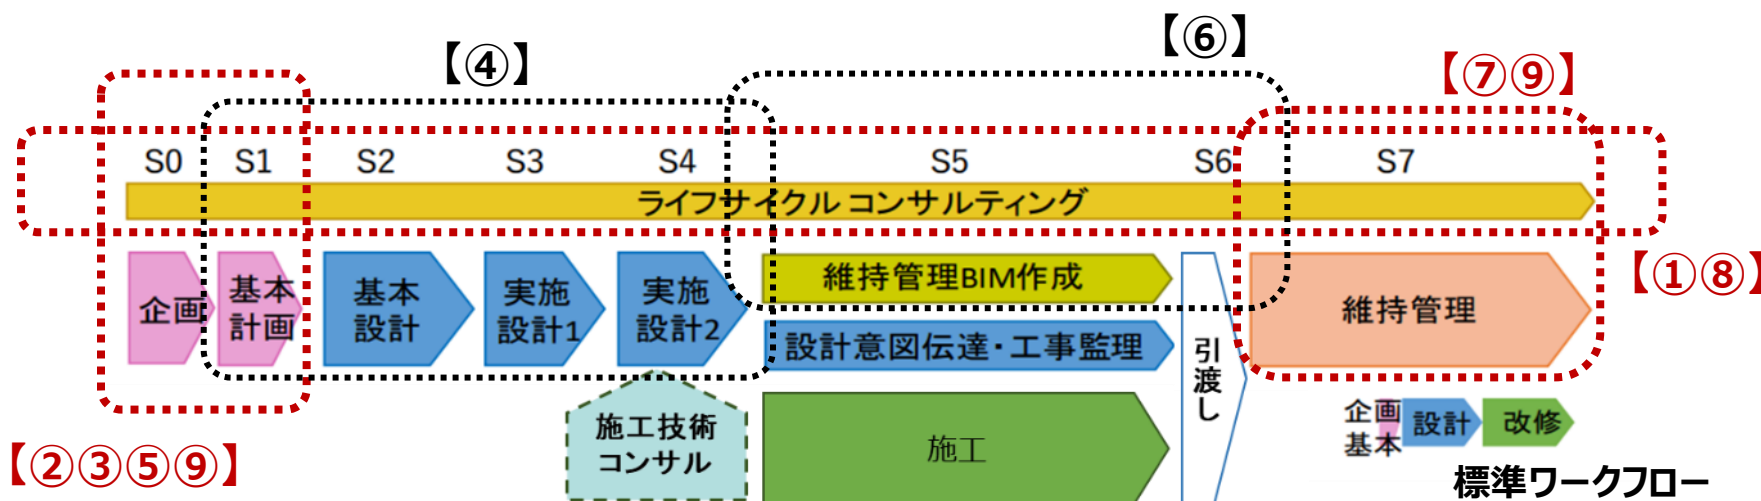 【④】
【⑥】
【⑦⑨】
S0
S1
S2
S3
S4
S5
S6
S7
ライフサイクル コンサルティング
企画
基本
計画
基本
設計
実施
設計1
実施
設計2
維持管理BIM作成
設計意図伝達・工事監理
施工
引渡し
維持管理
【①⑧】
施工技術
コンサル
企画
基本
設計
改修
【②③⑤⑨】
標準ワークフロー